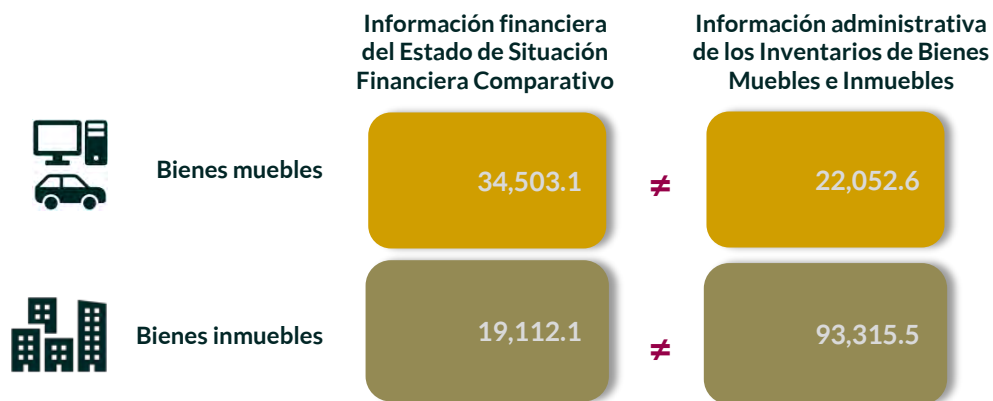 Información financiera
del Estado de Situación
Financiera Comparativo
Información administrativa
de los Inventarios de Bienes
Muebles e Inmuebles
Bienes muebles
34,503.1
≠
22,052.6
Bienes inmuebles
19,112.1
≠
93,315.5